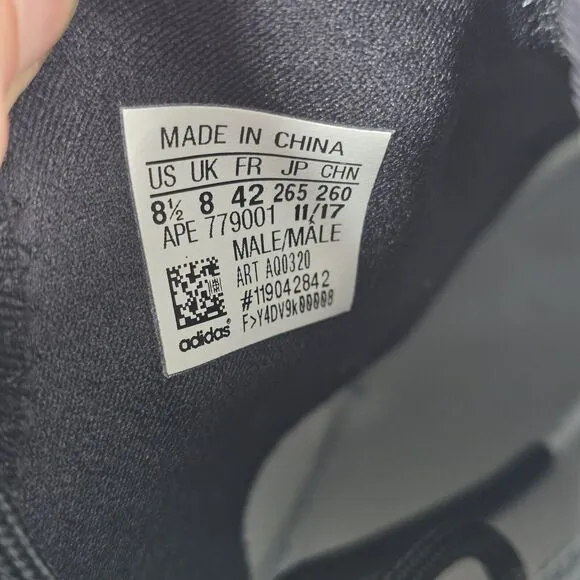 MADE IN CHINA
US UK FR JP CHN
8½ 8 42 265 260
APE 779001 11/17
MALE/MÂLE
ART AQ0320
#119042842
F>Y4DV9k00008
adidas